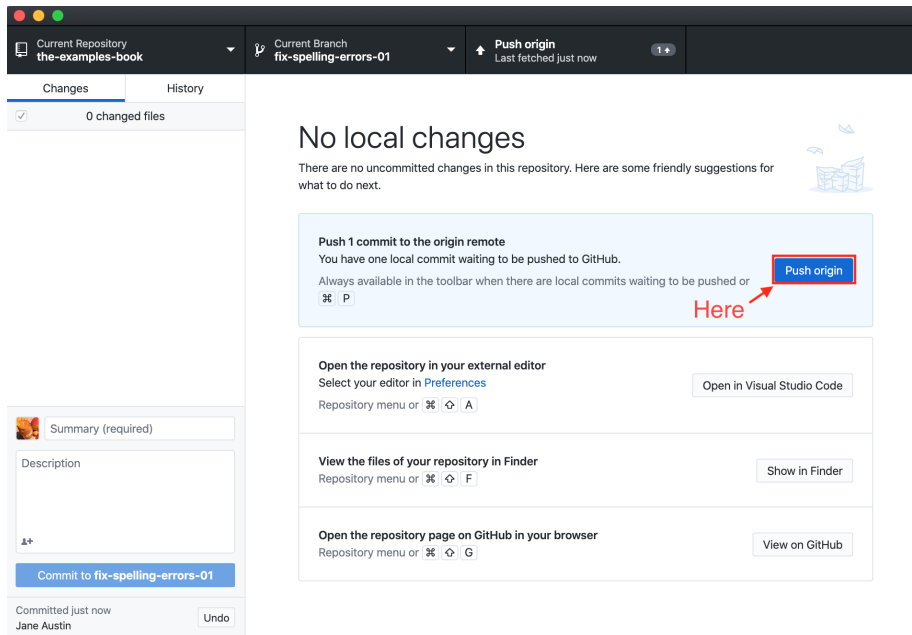 Current Repository
the-examples-book
Current Branch
fix-spelling-errors-01
Push origin
Last fetched just now
1
Changes
History
0 changed files
No local changes
There are no uncommitted changes in this repository. Here are some friendly suggestions for
what to do next.
Push 1 commit to the origin remote
You have one local commit waiting to be pushed to GitHub.
Always available in the toolbar when there are local commits waiting to be pushed or
⌘ P
Push origin
Here
Open the repository in your external editor
Select your editor in Preferences
Repository menu or ⌘ ⇧ A
Open in Visual Studio Code
View the files of your repository in Finder
Repository menu or ⌘ ⇧ F
Show in Finder
Open the repository page on GitHub in your browser
Repository menu or ⌘ ⇧ G
View on GitHub
Summary (required)
Description
Commit to fix-spelling-errors-01
Committed just now
Jane Austin
Undo